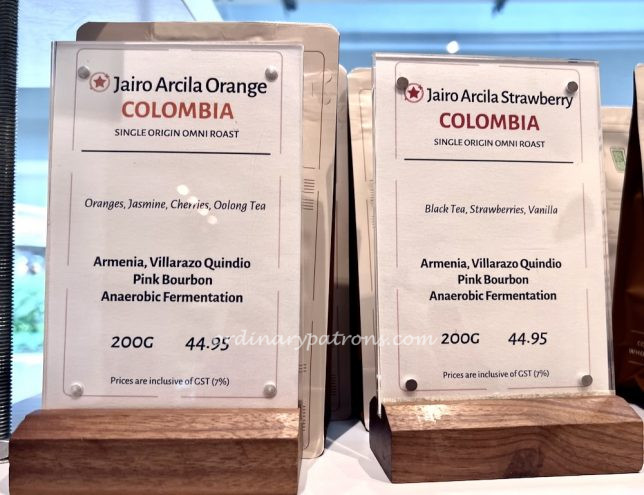 Jairo Arcila Orange
COLOMBIA
SINGLE ORIGIN OMNI ROAST
Oranges, Jasmine, Cherries, Oolong Tea
Armenia, Villarazo Quindio
Pink Bourbon
Anaerobic Fermentation
200G 44.95
Prices are inclusive of GST (7%)
Jairo Arcila Strawberry
COLOMBIA
SINGLE ORIGIN OMNI ROAST
Black Tea, Strawberries, Vanilla
Armenia, Villarazo Quindio
Pink Bourbon
Anaerobic Fermentation
200G 44.95
Prices are inclusive of GST (7%)
ordinarypatrons.com